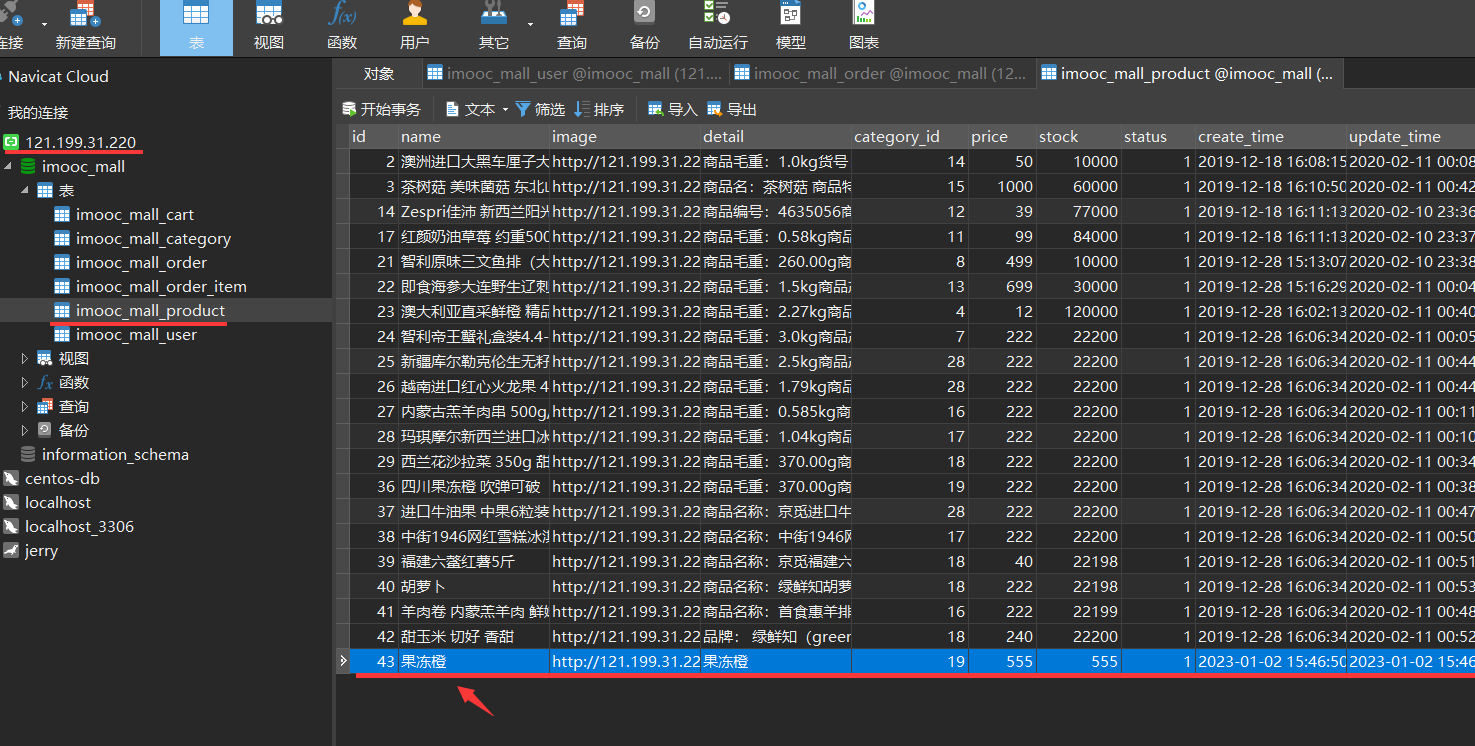 连接 新建查询 表 视图 函数 用户 其它 查询 备份 自动运行 模型 图表
Navicat Cloud
我的连接
121.199.31.220
imooc_mall
表
imooc_mall_cart
imooc_mall_category
imooc_mall_order
imooc_mall_order_item
imooc_mall_product
imooc_mall_user
视图
函数
查询
备份
information_schema
centos-db
localhost
localhost_3306
jerry
对象 imooc_mall_user @imooc_mall (121.... imooc_mall_order @imooc_mall (12... imooc_mall_product @imooc_mall (...
开始事务 文本 筛选 排序 导入 导出
id name image detail category_id price stock status create_time update_time
2 澳洲进口大黑车厘子大 http://121.199.31.22 商品毛重：1.0kg货号 14 50 10000 1 2019-12-18 16:08:15 2020-02-11 00:08
3 茶树菇 美味菌菇 东北 http://121.199.31.22 商品名：茶树菇 商品特 15 1000 60000 1 2019-12-18 16:10:50 2020-02-11 00:42
14 Zespri佳沛 新西兰阳光 http://121.199.31.22 商品编号：4635056商 12 39 77000 1 2019-12-18 16:11:13 2020-02-10 23:36
17 红颜奶油草莓 约重500 http://121.199.31.22 商品毛重：0.58kg商品 11 99 84000 1 2019-12-18 16:11:13 2020-02-10 23:37
21 智利原味三文鱼排（大 http://121.199.31.22 商品毛重：260.00g商 8 499 10000 1 2019-12-28 15:13:07 2020-02-10 23:38
22 即食海参大连野生辽刺 http://121.199.31.22 商品毛重：1.5kg商品 13 699 30000 1 2019-12-28 15:16:29 2020-02-11 00:04
23 澳大利亚直采鲜橙 精品 http://121.199.31.22 商品毛重：2.27kg商品 4 12 120000 1 2019-12-28 16:02:13 2020-02-11 00:40
24 智利帝王蟹礼盒装4.4- http://121.199.31.22 商品毛重：3.0kg商品 7 222 22200 1 2019-12-28 16:06:34 2020-02-11 00:05
25 新疆库尔勒克伦生无籽 http://121.199.31.22 商品毛重：2.5kg商品 28 222 22200 1 2019-12-28 16:06:34 2020-02-11 00:44
26 越南进口红心火龙果 4 http://121.199.31.22 商品毛重：1.79kg商品 28 222 22200 1 2019-12-28 16:06:34 2020-02-11 00:44
27 内蒙古羔羊肉串 500g/ http://121.199.31.22 商品毛重：0.585kg商 16 222 22200 1 2019-12-28 16:06:34 2020-02-11 00:11
28 玛琪摩尔新西兰进口冰 http://121.199.31.22 商品毛重：1.04kg商品 17 222 22200 1 2019-12-28 16:06:34 2020-02-11 00:10
29 西兰花沙拉菜 350g 甜 http://121.199.31.22 商品毛重：370.00g商 18 222 22200 1 2019-12-28 16:06:34 2020-02-11 00:34
36 四川果冻橙 吹弹可破 http://121.199.31.22 商品毛重：370.00g商 19 222 22200 1 2019-12-28 16:06:34 2020-02-11 00:38
37 进口牛油果 中果6粒装 http://121.199.31.22 商品名称：京觅进口牛 28 222 22200 1 2019-12-28 16:06:34 2020-02-11 00:47
38 中街1946网红雪糕冰淇 http://121.199.31.22 商品名称：中街1946网 17 222 22200 1 2019-12-28 16:06:34 2020-02-11 00:50
39 福建六鳌红薯5斤 http://121.199.31.22 商品名称：京觅福建六 18 40 22198 1 2019-12-28 16:06:34 2020-02-11 00:51
40 胡萝卜 http://121.199.31.22 商品名称：绿鲜知胡萝 18 222 22198 1 2019-12-28 16:06:34 2020-02-11 00:53
41 羊肉卷 内蒙羔羊肉 鲜 http://121.199.31.22 商品名称：首食惠羊排 16 222 22199 1 2019-12-28 16:06:34 2020-02-11 00:48
42 甜玉米 切好 香甜 http://121.199.31.22 品牌： 绿鲜知（green 18 240 22200 1 2019-12-28 16:06:34 2020-02-11 00:52
43 果冻橙 http://121.199.31.22 果冻橙 19 555 555 1 2023-01-02 15:46:50 2023-01-02 15:46